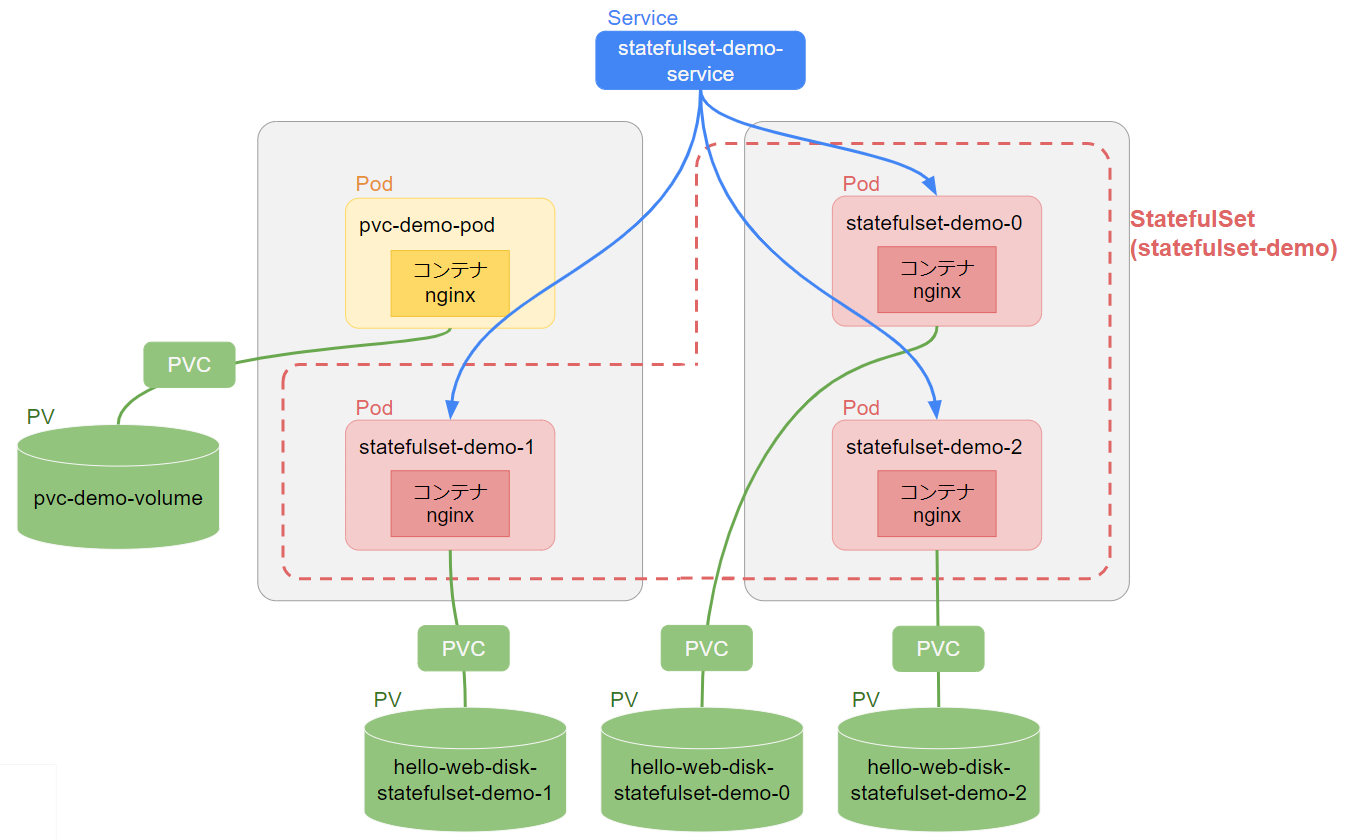 Service
statefulset-demo-
service
Pod
pvc-demo-pod
コンテナ
nginx
Pod
statefulset-demo-0
コンテナ
nginx
StatefulSet
(statefulset-demo)
PVC
PV
pvc-demo-volume
Pod
statefulset-demo-1
コンテナ
nginx
Pod
statefulset-demo-2
コンテナ
nginx
PVC
PVC
PVC
PV
hello-web-disk-
statefulset-demo-1
PV
hello-web-disk-
statefulset-demo-0
PV
hello-web-disk-
statefulset-demo-2